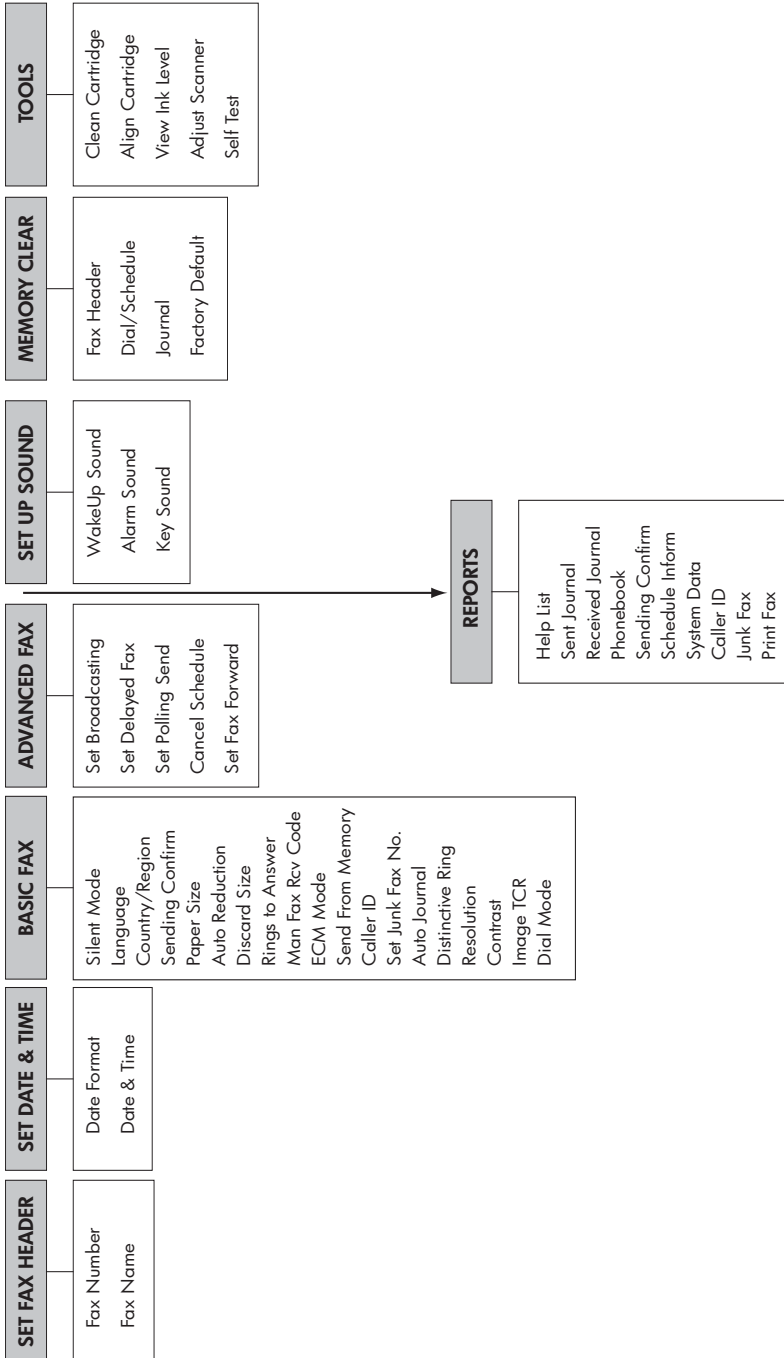 SET FAX HEADER
Fax Number
Fax Name
SET DATE & TIME
Date Format
Date & Time
BASIC FAX
Silent Mode
Language
Country/Region
Sending Confirm
Paper Size
Auto Reduction
Discard Size
Rings to Answer
Man Fax Rcv Code
ECM Mode
Send From Memory
Caller ID
Set Junk Fax No.
Auto Journal
Distinctive Ring
Resolution
Contrast
Image TCR
Dial Mode
ADVANCED FAX
Set Broadcasting
Set Delayed Fax
Set Polling Send
Cancel Schedule
Set Fax Forward
SET UP SOUND
WakeUp Sound
Alarm Sound
Key Sound
MEMORY CLEAR
Fax Header
Dial/Schedule
Journal
Factory Default
TOOLS
Clean Cartridge
Align Cartridge
View Ink Level
Adjust Scanner
Self Test
REPORTS
Help List
Sent Journal
Received Journal
Phonebook
Sending Confirm
Schedule Inform
System Data
Caller ID
Junk Fax
Print Fax